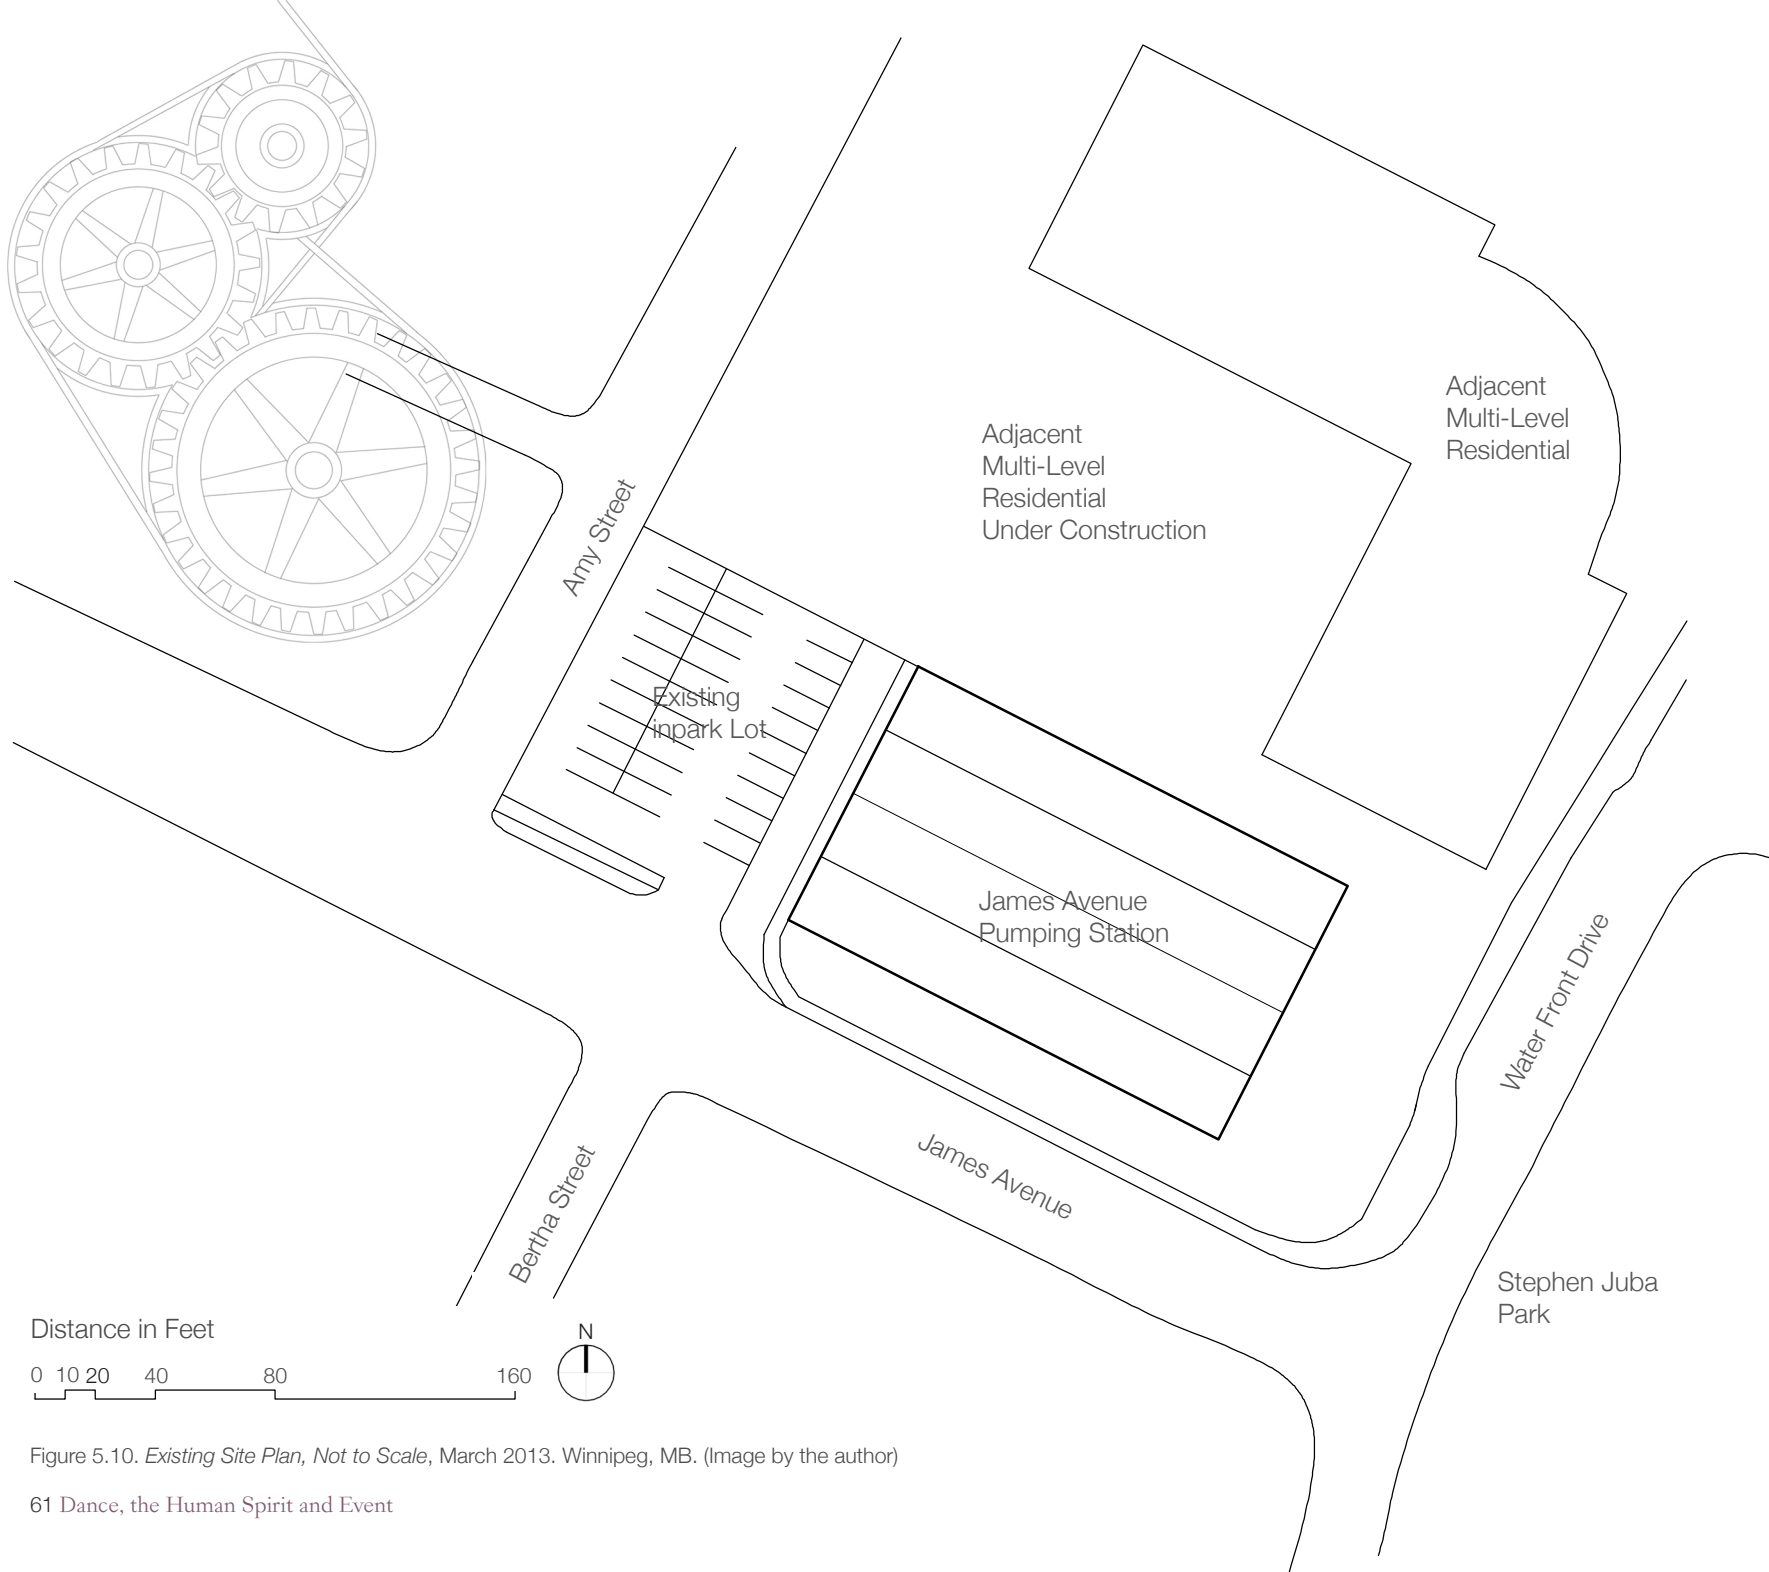 Adjacent
Multi-Level
Residential
Adjacent
Multi-Level
Residential
Under Construction
Amy Street
Existing
inpark Lot
James Avenue
Pumping Station
Water Front Drive
James Avenue
Bertha Street
Stephen Juba
Park
Distance in Feet
N
0 10 20 40 80 160
Figure 5.10. Existing Site Plan, Not to Scale, March 2013. Winnipeg, MB. (Image by the author)
61 Dance, the Human Spirit and Event